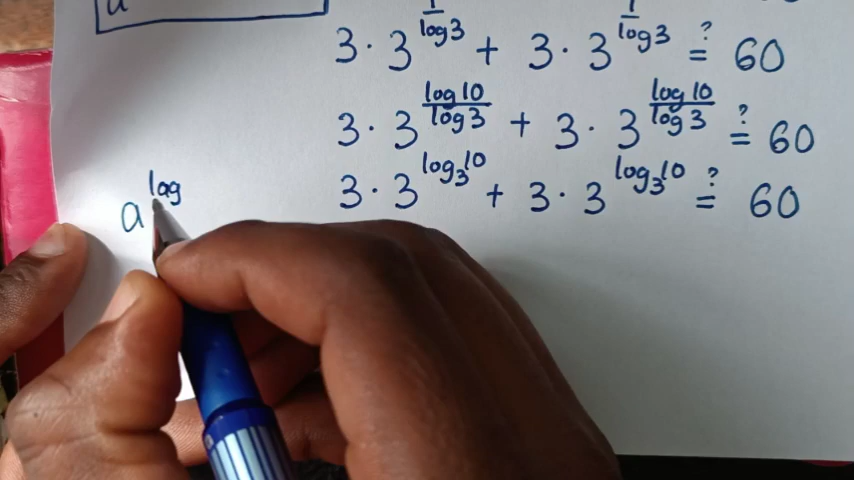 a
3 · 3^(1/log3) + 3 · 3^(1/log3) ≟ 60
3 · 3^(log10/log3) + 3 · 3^(log10/log3) ≟ 60
3 · 3^(log₃10) + 3 · 3^(log₃10) ≟ 60
a^log